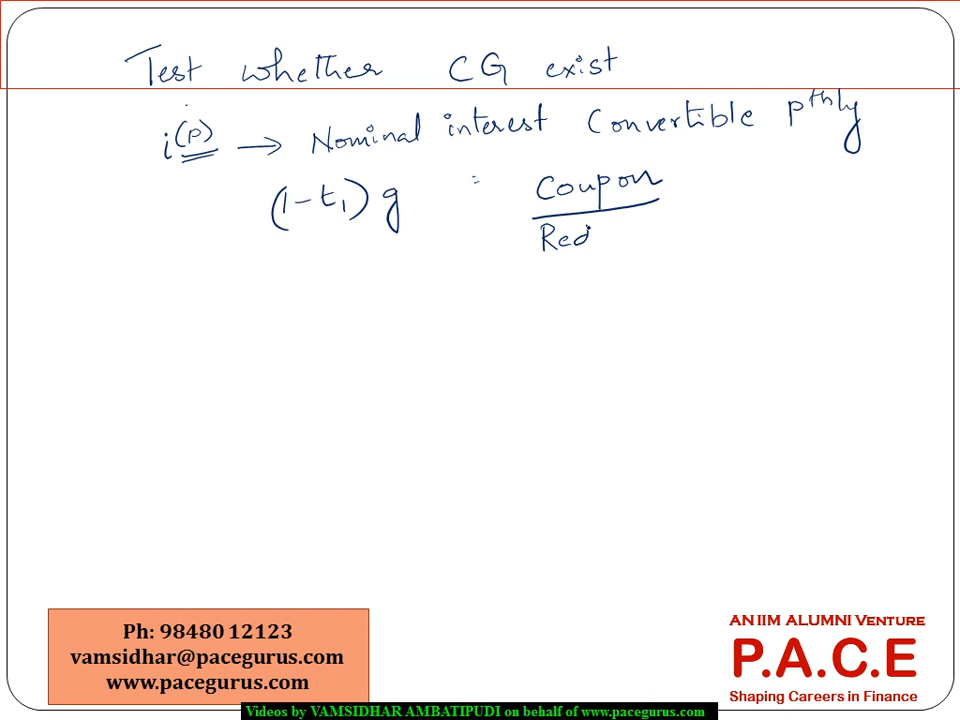 Test whether CG exist
i(p) → Nominal interest Convertible pthly
(1-t1) g = Coupon
Red
Ph: 98480 12123
vamsidhar@pacegurus.com
www.pacegurus.com
AN IIM ALUMNI VENTURE
P.A.C.E
Shaping Careers in Finance
Videos by VAMSIDHAR AMBATIPUDI on behalf of www.pacegurus.com